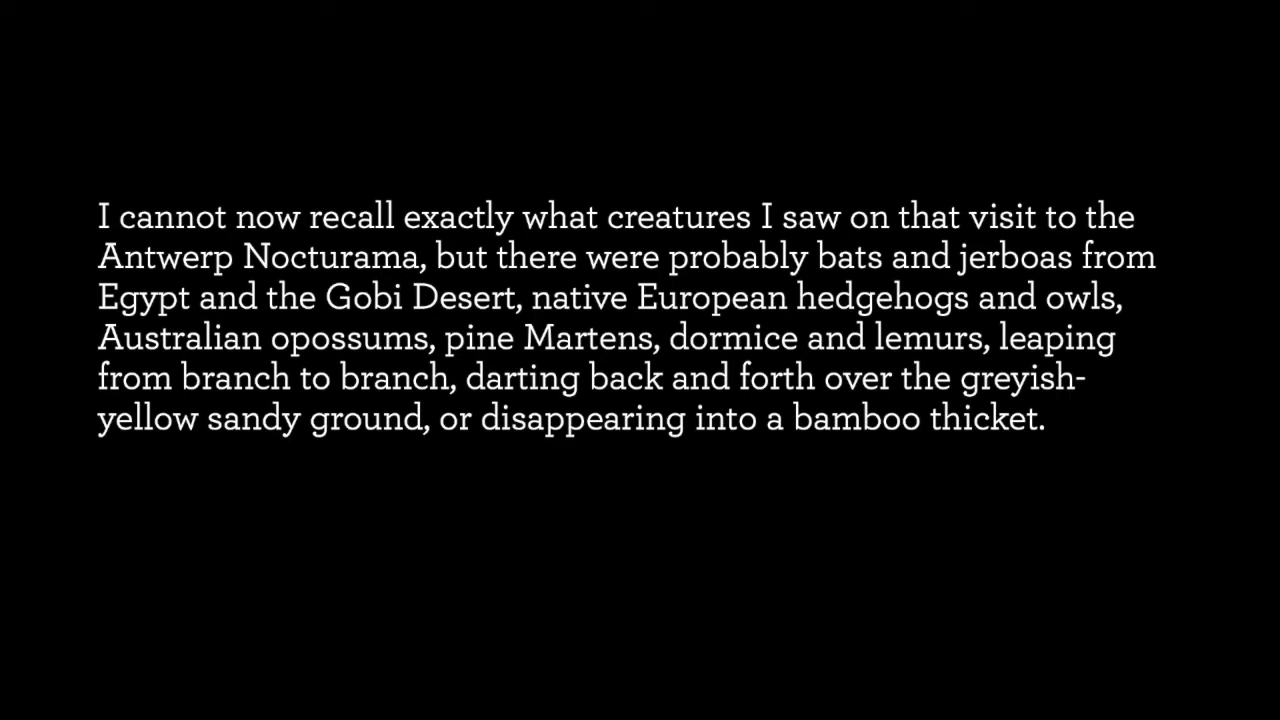 I cannot now recall exactly what creatures I saw on that visit to the
Antwerp Nocturama, but there were probably bats and jerboas from
Egypt and the Gobi Desert, native European hedgehogs and owls,
Australian opossums, pine Martens, dormice and lemurs, leaping
from branch to branch, darting back and forth over the greyish-
yellow sandy ground, or disappearing into a bamboo thicket.